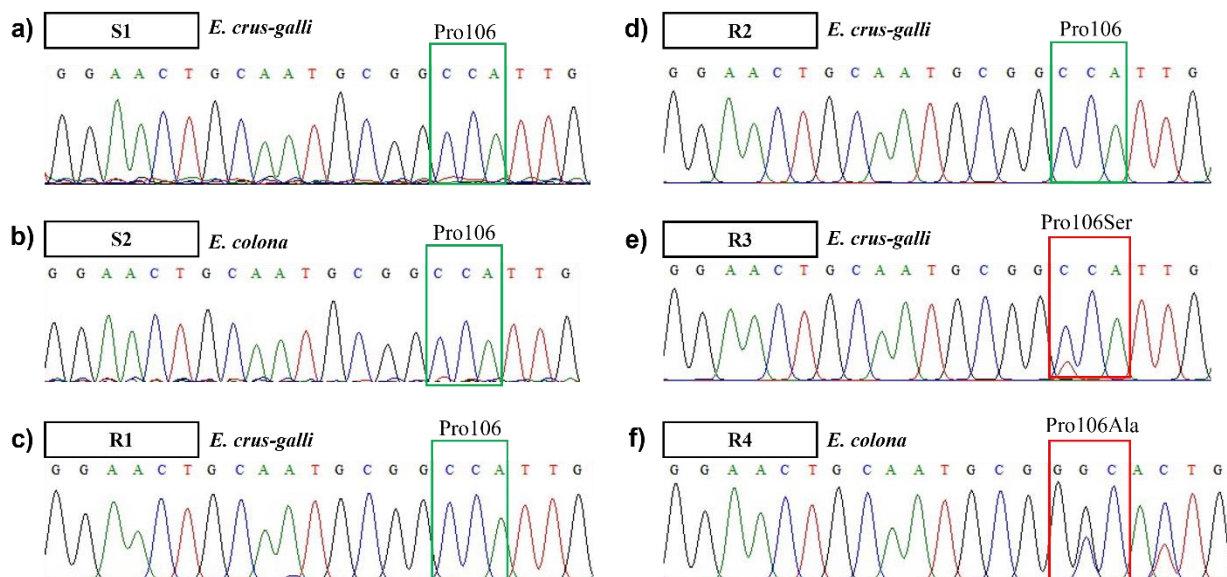 a) S1 E. crus-galli
Pro106
G G A A C T G C A A T G C G G C C A T T G
b) S2 E. colona
Pro106
G G A A C T G C A A T G C G G C C A T T G
c) R1 E. crus-galli
Pro106
G G A A C T G C A A T G C G G C C A T T G
d) R2 E. crus-galli
Pro106
G G A A C T G C A A T G C G G C C A T T G
e) R3 E. crus-galli
Pro106Ser
G G A A C T G C A A T G C G G C C A T T G
f) R4 E. colona
Pro106Ala
G G A A C T G C A A T G C G G G C A C T G